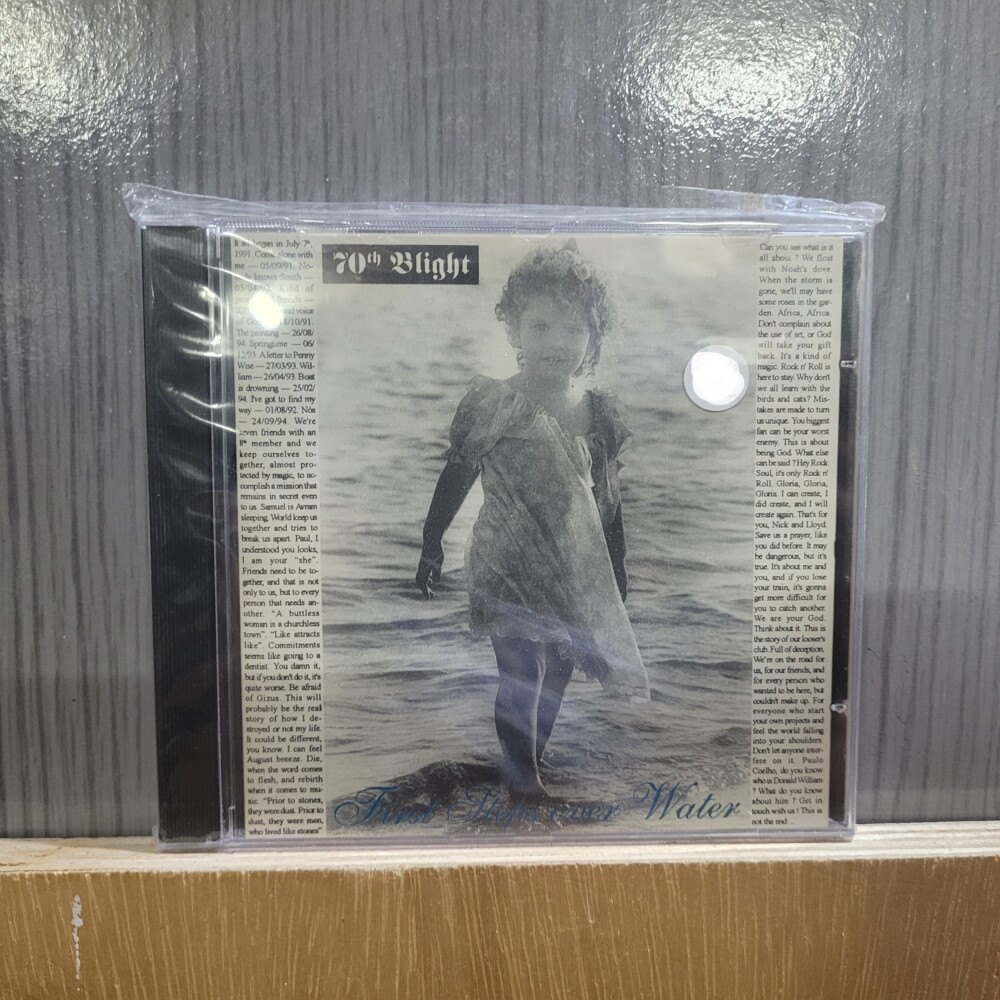 It all began in July 7º,
1991. Come alone with
me — 03/09/91. No-
body knows Smith —
05/04/92. Kind of
friends —
and voice
of 18/10/91.
The painting — 26/08/
94. Springtime — 06/
12/93. A letter to Penny
Wise — 27/03/93. Wil-
liam — 26/04/93. Boat
is drowning — 25/02/
94. I've got to find my
way — 01/08/92. Nós
— 24/09/94. We're
seven friends with an
8º member and we
keep ourselves to-
gether, almost pro-
tected by magic, to ac-
complish a mission that
remains in secret even
to us. Samuel is Avram
sleeping. World keep us
together and tries to
break us apart. Paul, I
understood you looks,
I am your "she".
Friends need to be to-
gether, and that is not
only to us, but to every
person that needs an-
other. "A buttless
woman is a churchless
town". "Like attracts
like". Commitments
seems like going to a
dentist. You damn it,
but if you don't do it, it's
quite worse. Be afraid
of Gizus. This will
probably be the real
story of how I de-
stroyed or not my life.
It could be different,
you know. I can feel
August breeze. Die,
when the word comes
to flesh, and rebirth
when it comes to mu-
sic. "Prior to stones,
they were dust. Prior to
dust, they were men,
who lived like stones"
70th Blight
First Steps over Water
Can you see what is it
all about ? We float
with Noah's dove.
When the storm is
gone, we'll may have
some roses in the gar-
den. Africa, Africa.
Don't complain about
the use of art, or God
will take your gift
back. It's a kind of
magic. Rock n' Roll is
here to stay. Why don't
we all learn with the
birds and cats? Mis-
takes are made to turn
us unique. You biggest
fan can be your worst
enemy. This is about
being God. What else
can be said ? Hey Rock
Soul, it's only Rock n'
Roll. Gloria, Gloria,
Gloria. I can create, I
did create, and I will
create again. That's for
you, Nick and Lloyd.
Save us a prayer, like
you did before. It may
be dangerous, but it's
true. It's about me and
you, and if you lose
your train, it's gonna
get more difficult for
you to catch another.
We are your God.
Think about it. This is
the story of our looser's
club. Full of deception.
We're on the road for
us, for our friends, and
for every person who
wanted to be here, but
couldn't make up. For
everyone who start
your own projects and
feel the world falling
into your shoulders.
Don't let anyone inter-
fere on it. Paulo
Coelho, do you know
who is Donald William
? What do you know
about him ? Get in
touch with us ! This is
not the end ...